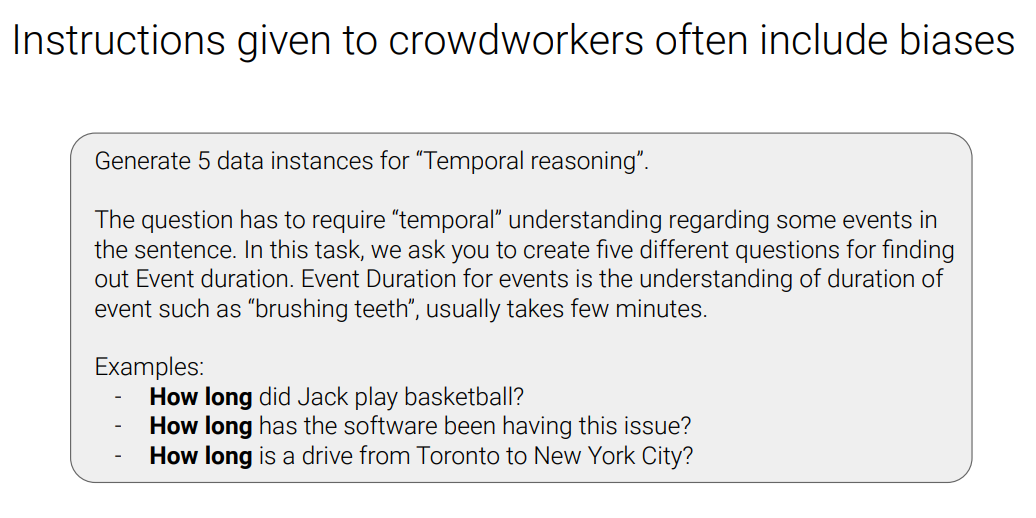 Instructions given to crowdworkers often include biases
Generate 5 data instances for “Temporal reasoning”.
The question has to require “temporal” understanding regarding some events in
the sentence. In this task, we ask you to create five different questions for finding
out Event duration. Event Duration for events is the understanding of duration of
event such as “brushing teeth”, usually takes few minutes.
Examples:
- How long did Jack play basketball?
- How long has the software been having this issue?
- How long is a drive from Toronto to New York City?